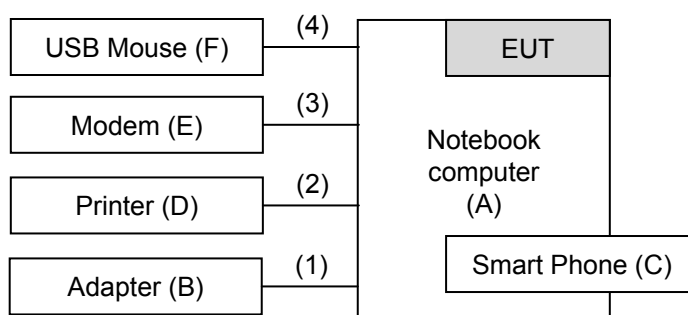 USB Mouse (F)
(4)
EUT
Modem (E)
(3)
Notebook
computer
(A)
Printer (D)
(2)
Smart Phone (C)
Adapter (B)
(1)